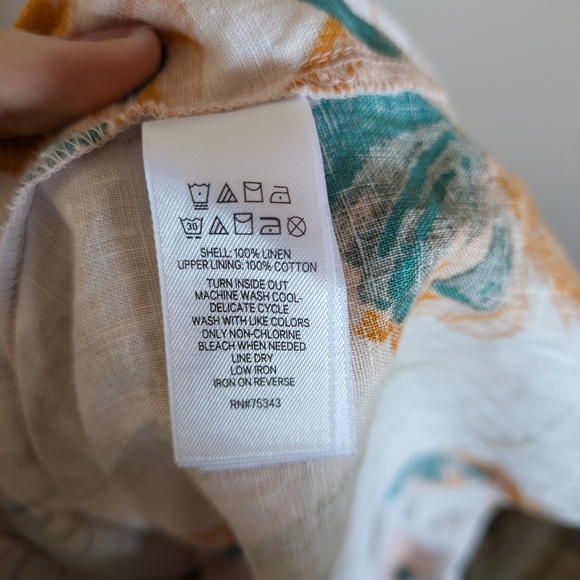 30
SHELL: 100% LINEN
UPPER LINING: 100% COTTON
TURN INSIDE OUT
MACHINE WASH COOL-
DELICATE CYCLE
WASH WITH LIKE COLORS
ONLY NON-CHLORINE
BLEACH WHEN NEEDED
LINE DRY
LOW IRON
IRON ON REVERSE
RN#75343